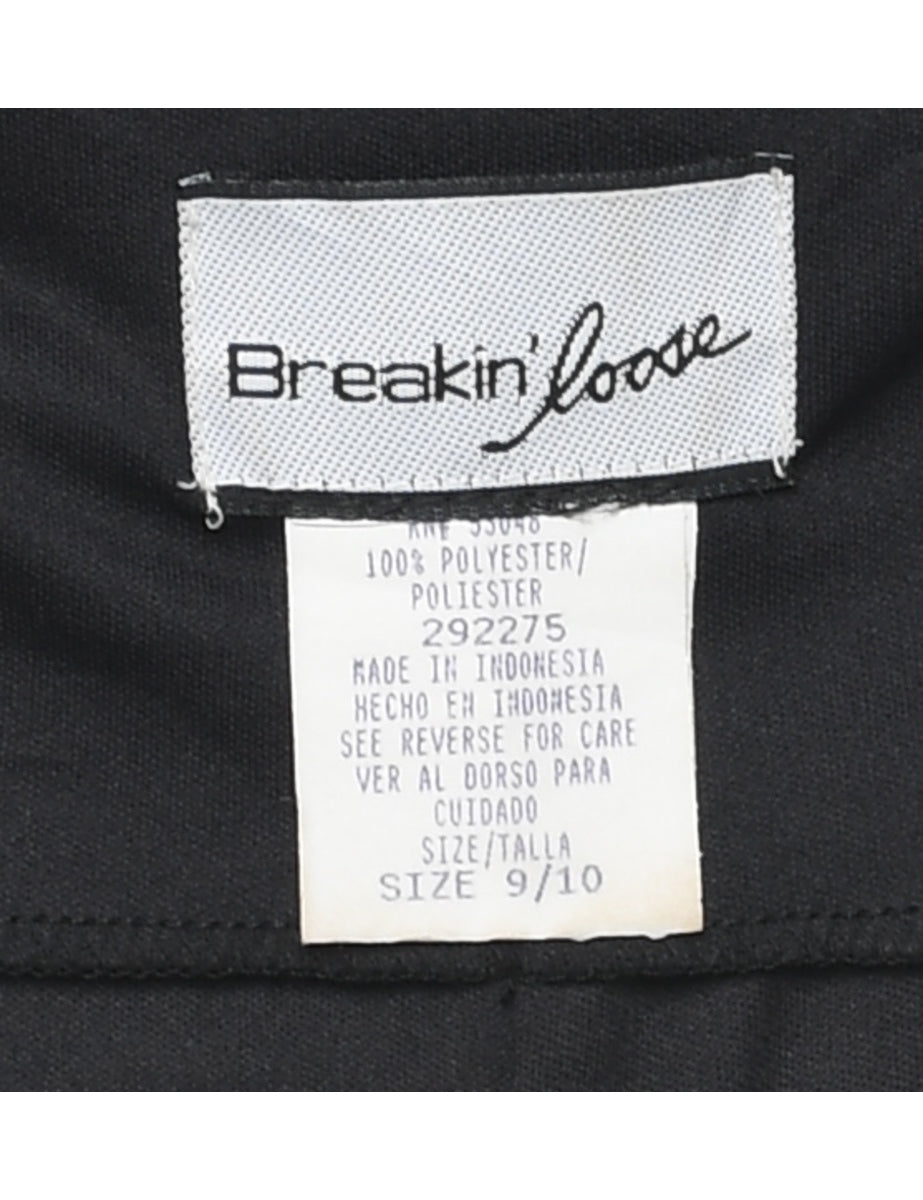 Breakin' loose
53048
100% POLYESTER/
POLIESTER
292275
MADE IN INDONESIA
HECHO EN INDONESIA
SEE REVERSE FOR CARE
VER AL DORSO PARA
CUIDADO
SIZE/TALLA
SIZE 9/10